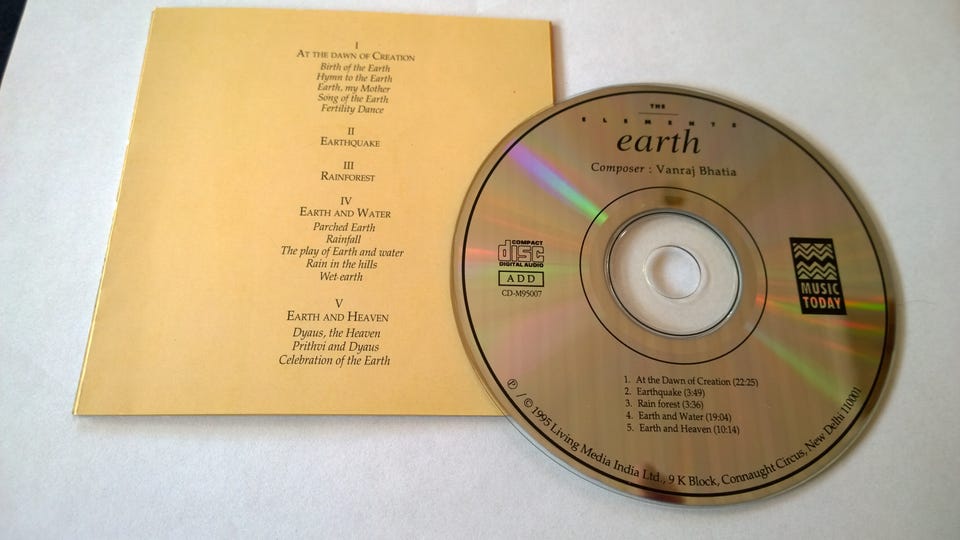 I
At the dawn of Creation
Birth of the Earth
Hymn to the Earth
Earth, my Mother
Song of the Earth
Fertility Dance
II
Earthquake
III
Rainforest
IV
Earth and Water
Parched Earth
Rainfall
The play of Earth and water
Rain in the hills
Wet earth
V
Earth and Heaven
Dyaus, the Heaven
Prithvi and Dyaus
Celebration of the Earth
THE
ELEMENTS
earth
Composer : Vanraj Bhatia
COMPACT
disc
DIGITAL AUDIO
ADD
CD-M95007
MUSIC
TODAY
1. At the Dawn of Creation (22:25)
2. Earthquake (3:49)
3. Rain forest (3:36)
4. Earth and Water (19:04)
5. Earth and Heaven (10:14)
℗ / © 1995 Living Media India Ltd., 9 K Block, Connaught Circus, New Delhi 110001